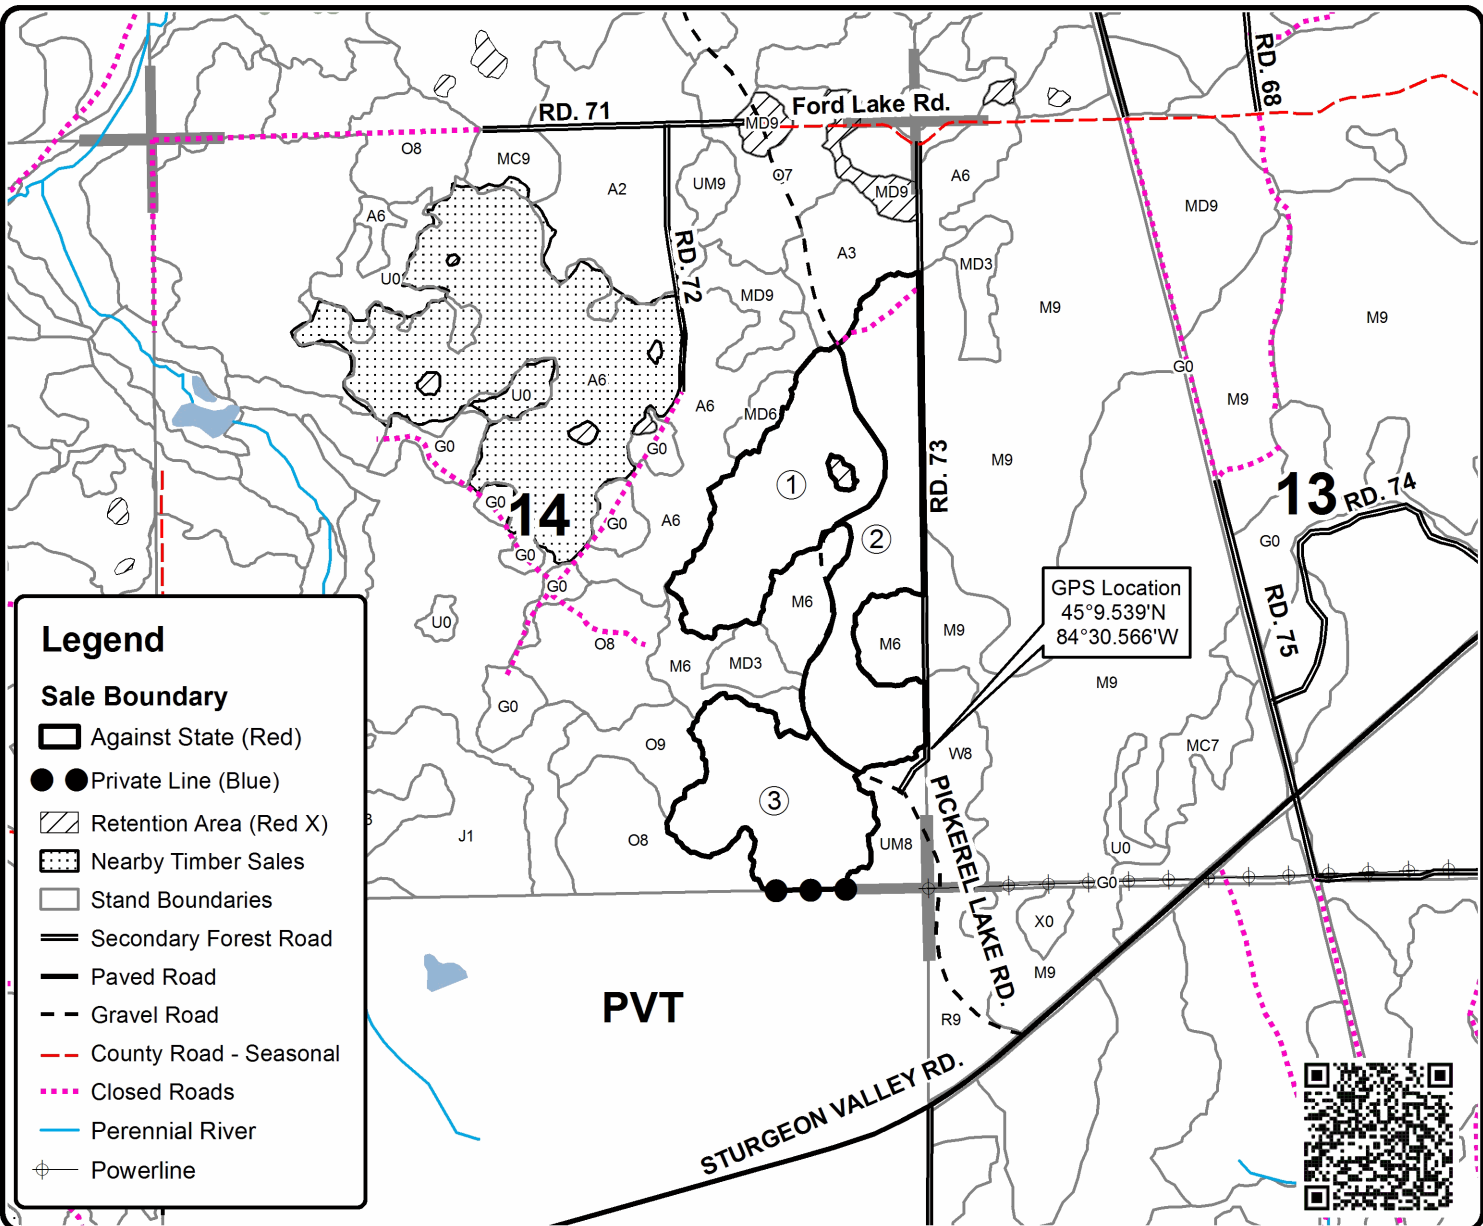 RD. 71
Ford Lake Rd.
RD. 68
MD9
O8
MC9
A2
UM9
O7
MD9
A6
MD9
A6
U0
RD. 72
A3
MD3
MD9
M9
M9
G0
U0
A6
A6
MD6
M9
G0
G0
1
RD. 73
M9
13
RD. 74
G0
14
G0
A6
2
G0
G0
G0
M6
RD. 75
GPS Location
45°9.539'N
84°30.566'W
U0
O8
M6
MD3
M6
M9
M9
G0
O9
W8
MC7
3
PICKEREL LAKE RD.
J1
O8
UM8
U0
G0
X0
M9
PVT
R9
STURGEON VALLEY RD.
Legend
Sale Boundary
Against State (Red)
Private Line (Blue)
Retention Area (Red X)
Nearby Timber Sales
Stand Boundaries
Secondary Forest Road
Paved Road
Gravel Road
County Road - Seasonal
Closed Roads
Perennial River
Powerline